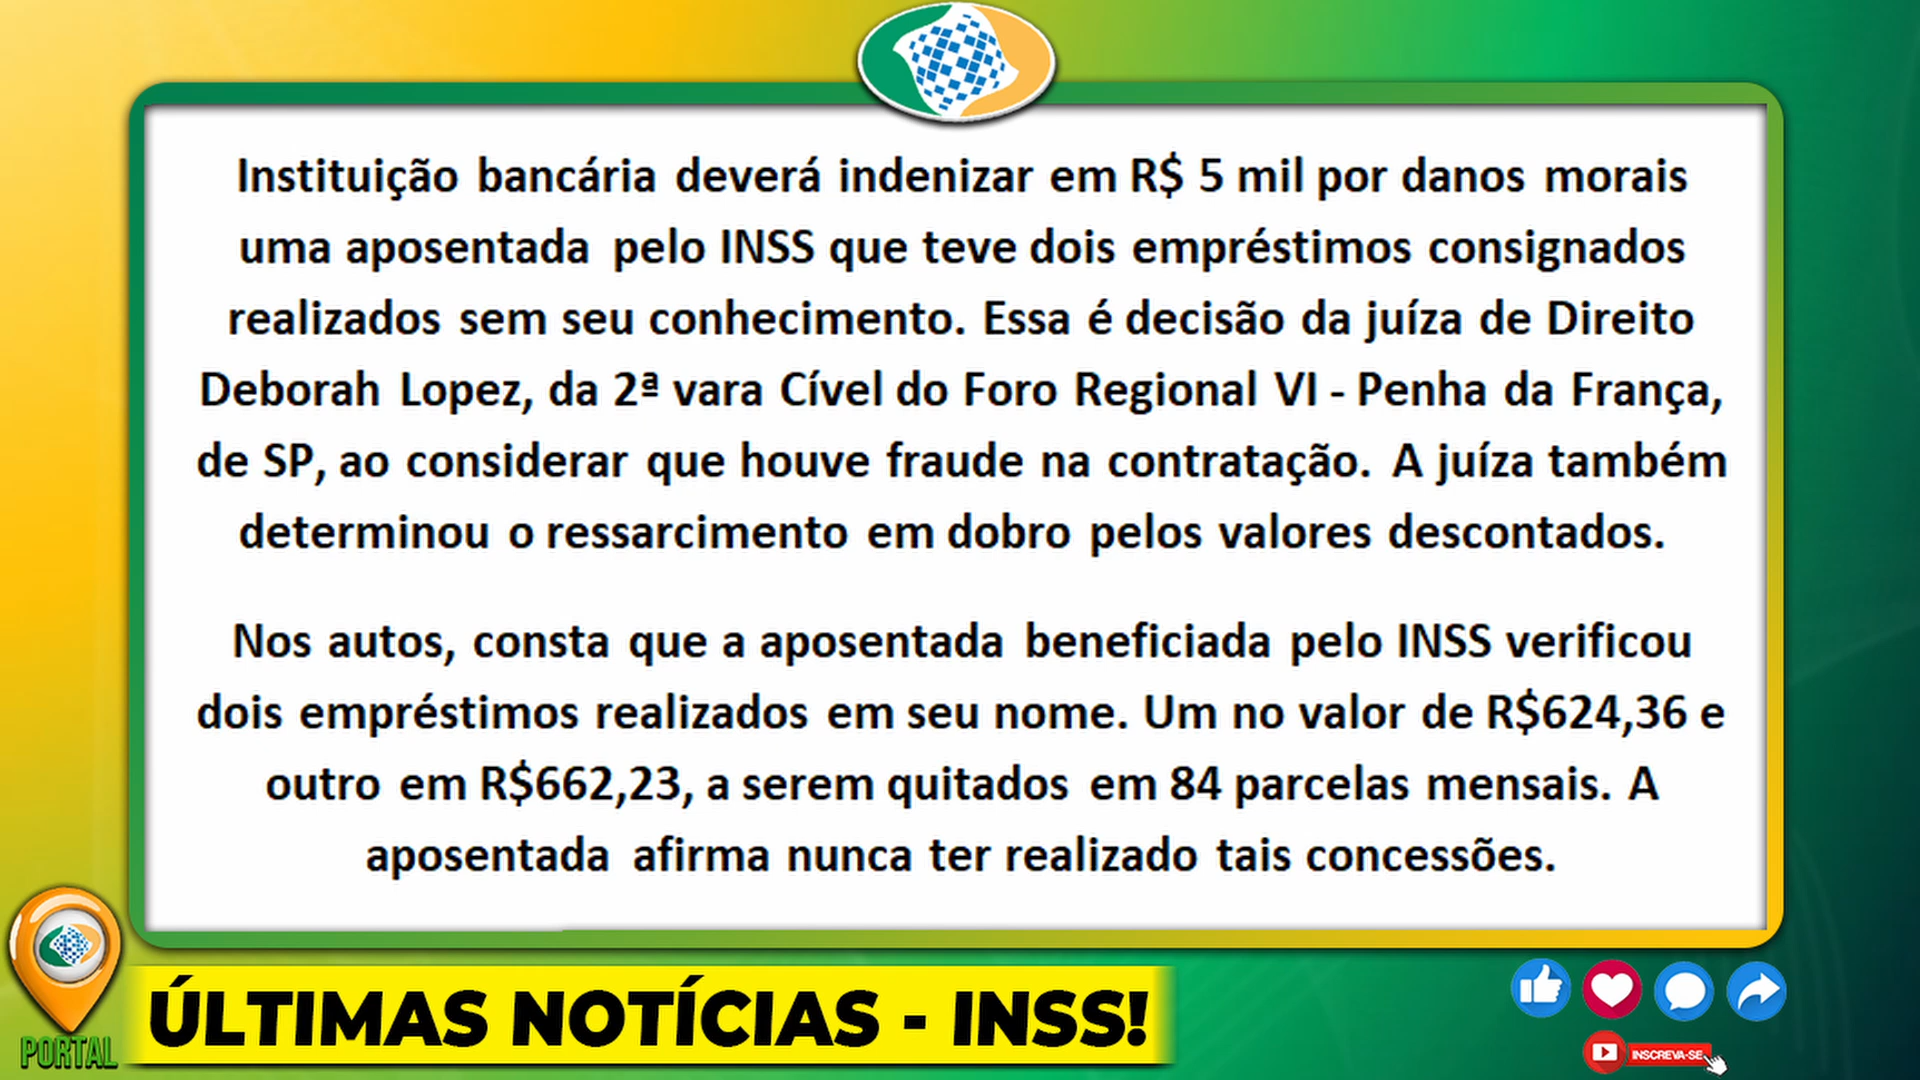 Instituição bancária deverá indenizar em R$ 5 mil por danos morais
uma aposentada pelo INSS que teve dois empréstimos consignados
realizados sem seu conhecimento. Essa é decisão da juíza de Direito
Deborah Lopez, da 2ª vara Cível do Foro Regional VI - Penha da França,
de SP, ao considerar que houve fraude na contratação. A juíza também
determinou o ressarcimento em dobro pelos valores descontados.
Nos autos, consta que a aposentada beneficiada pelo INSS verificou
dois empréstimos realizados em seu nome. Um no valor de R$624,36 e
outro em R$662,23, a serem quitados em 84 parcelas mensais. A
aposentada afirma nunca ter realizado tais concessões.
PORTAL
ÚLTIMAS NOTÍCIAS - INSS!
INSCREVA-SE